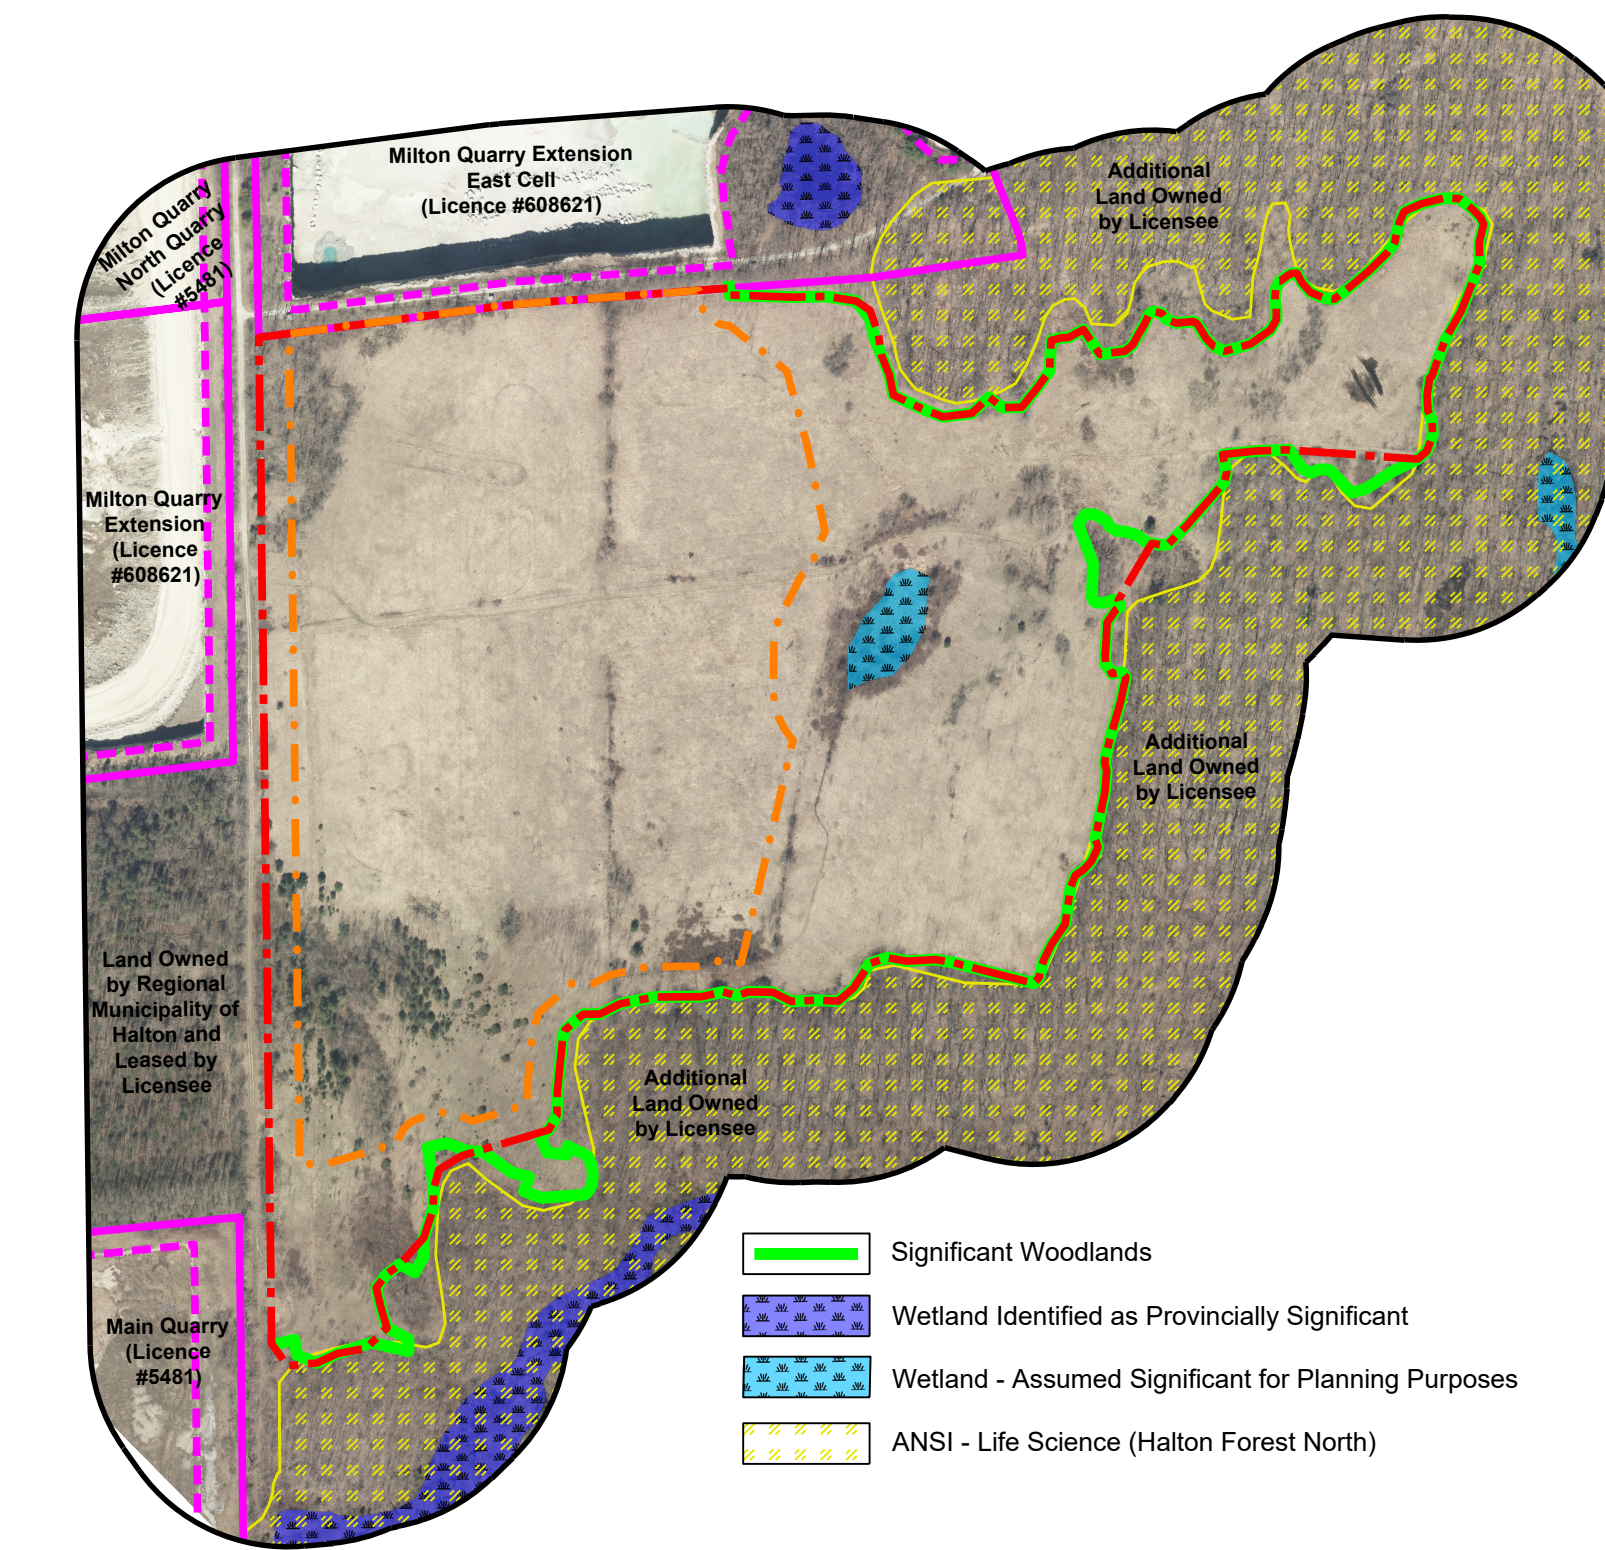 Milton Quarry Extension
East Cell
(Licence #608621)
Milton Quarry
North Quarry
(Licence
#5481)
Additional
Land Owned
by Licensee
Milton Quarry
Extension
(Licence
#608621)
Additional
Land Owned
by Licensee
Land Owned
by Regional
Municipality of
Halton and
Leased by
Licensee
Additional
Land Owned
by Licensee
Main Quarry
(Licence
#5481)
Significant Woodlands
Wetland Identified as Provincially Significant
Wetland - Assumed Significant for Planning Purposes
ANSI - Life Science (Halton Forest North)